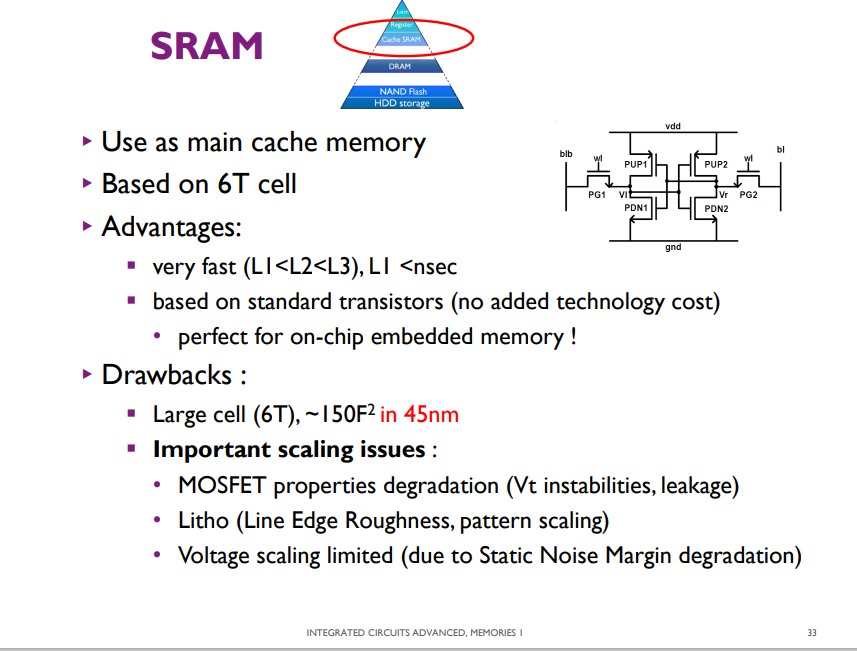 SRAM
Gain
Register
Cache SRAM
DRAM
NAND Flash
HDD storage
▸ Use as main cache memory
▸ Based on 6T cell
▸ Advantages:
▪ very fast (L1<L2<L3), L1 <nsec
▪ based on standard transistors (no added technology cost)
• perfect for on-chip embedded memory !
▸ Drawbacks :
▪ Large cell (6T), ~150F² in 45nm
▪ Important scaling issues :
• MOSFET properties degradation (Vt instabilities, leakage)
• Litho (Line Edge Roughness, pattern scaling)
• Voltage scaling limited (due to Static Noise Margin degradation)
vdd
blb
wl
PUP1
PUP2
wl
bl
PG1
Vl
Vr
PG2
PDN1
PDN2
gnd
INTEGRATED CIRCUITS ADVANCED, MEMORIES 1
33